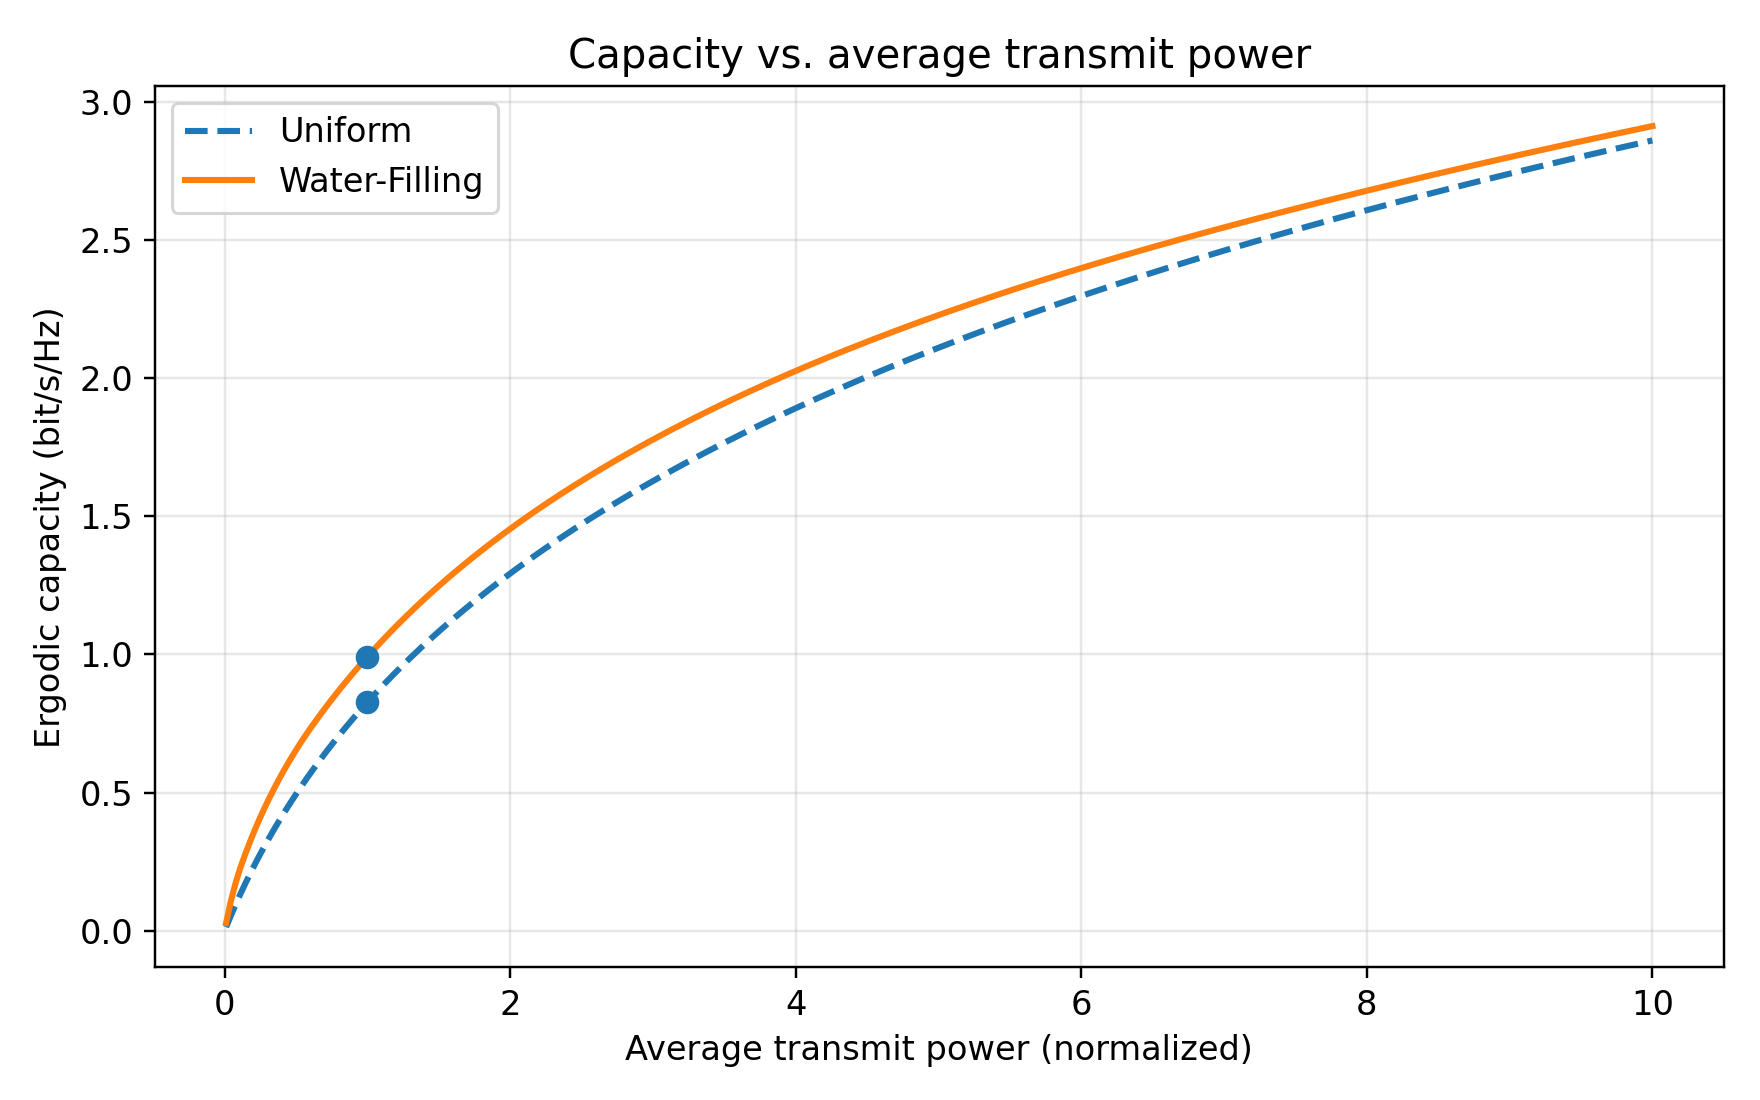 Capacity vs. average transmit power
3.0
2.5
2.0
1.5
1.0
0.5
0.0
Ergodic capacity (bit/s/Hz)
Uniform
Water-Filling
0 2 4 6 8 10
Average transmit power (normalized)